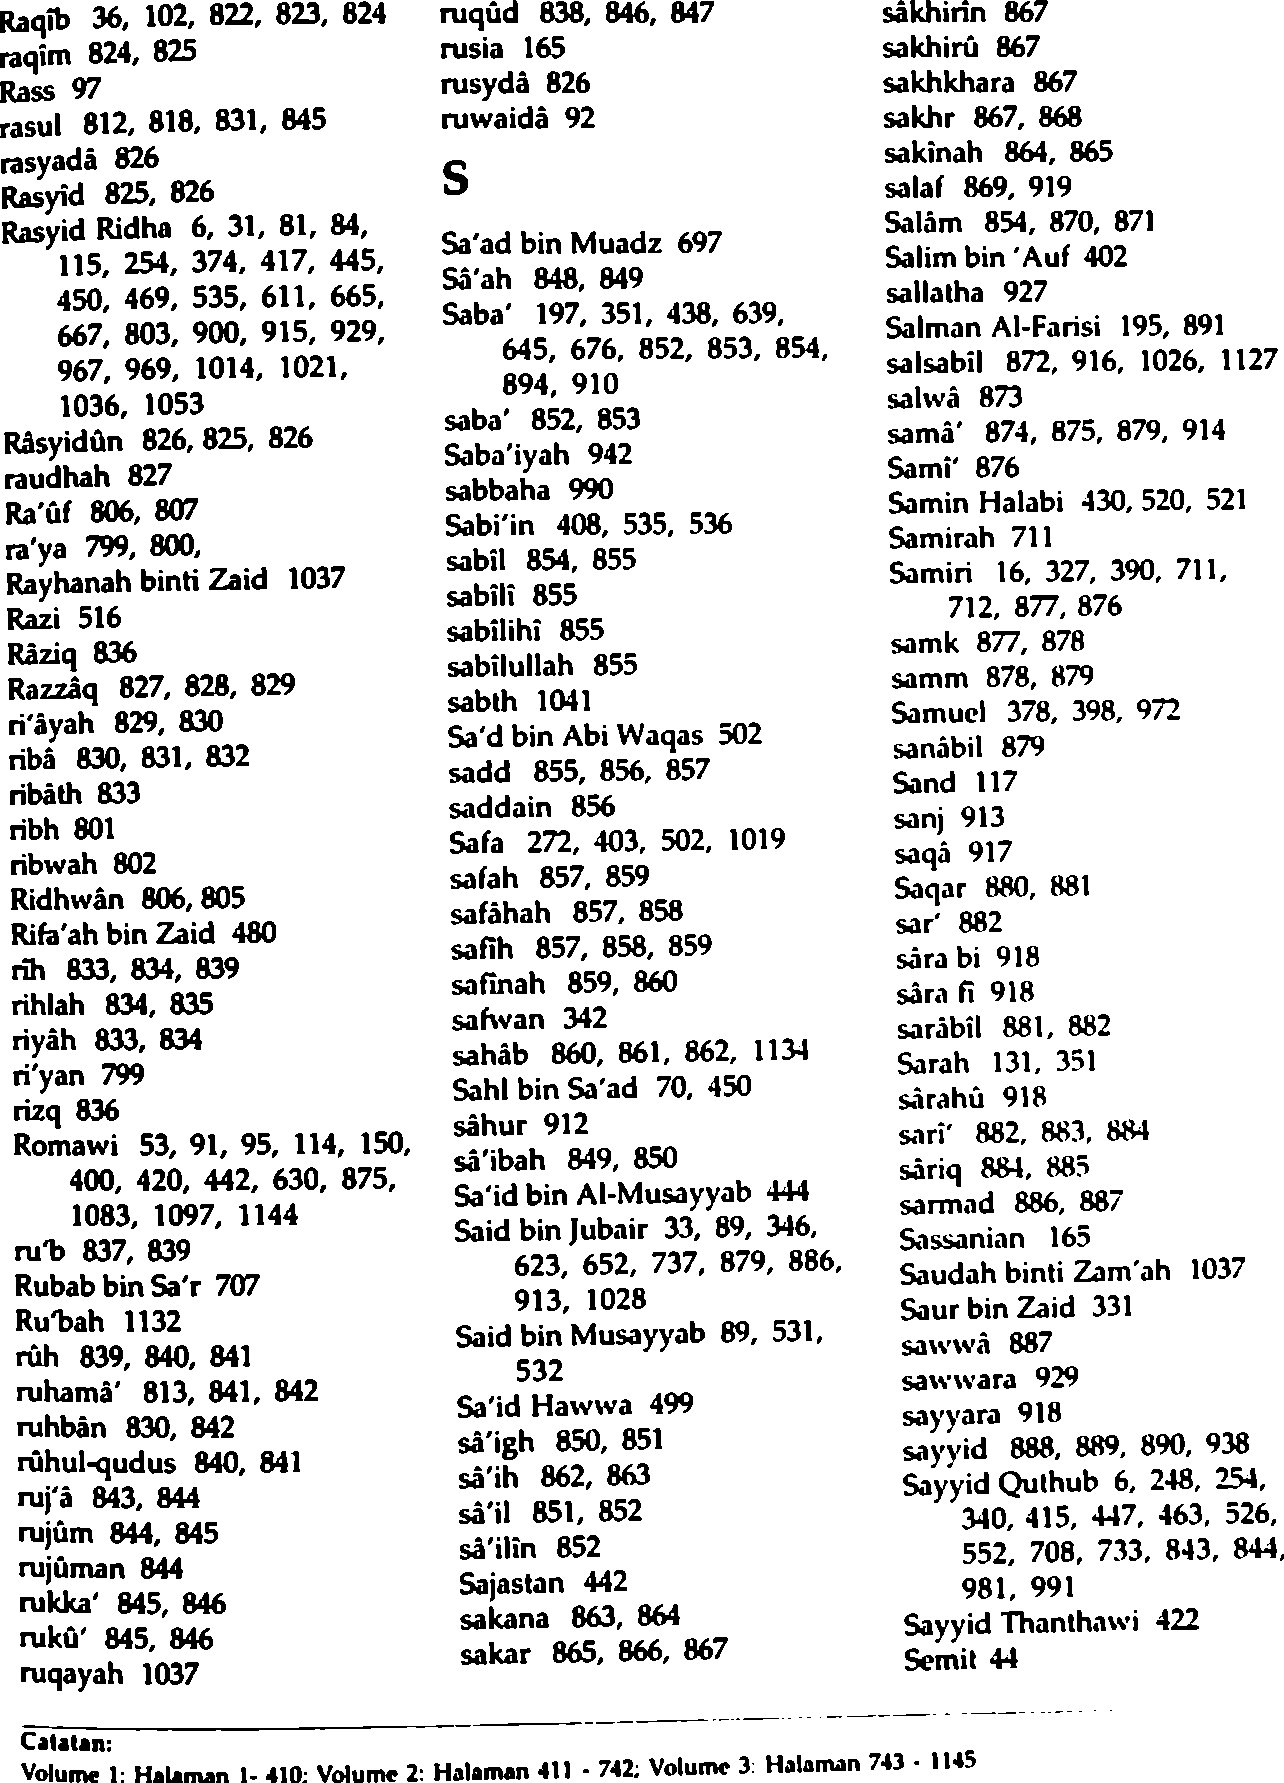 Raqîb 36, 102, 822, 823, 824
raqîm 824, 825
Rass 97
rasul 812, 818, 831, 845
rasyadâ 826
Rasyîd 825, 826
Rasyid Ridha 6, 31, 81, 84,
115, 254, 374, 417, 445,
450, 469, 535, 611, 665,
667, 803, 900, 915, 929,
967, 969, 1014, 1021,
1036, 1053
Râsyidûn 826, 825, 826
raudhah 827
Ra'ûf 806, 807
ra'ya 799, 800,
Rayhanah binti Zaid 1037
Razi 516
Râziq 836
Razzâq 827, 828, 829
ri'âyah 829, 830
ribâ 830, 831, 832
ribâth 833
ribh 801
ribwah 802
Ridhwân 806, 805
Rifa'ah bin Zaid 480
rîh 833, 834, 839
rihlah 834, 835
riyâh 833, 834
ri'yan 799
rizq 836
Romawi 53, 91, 95, 114, 150,
400, 420, 442, 630, 875,
1083, 1097, 1144
ru'b 837, 839
Rubab bin Sa'r 707
Ru'bah 1132
rûh 839, 840, 841
ruhamâ' 813, 841, 842
ruhbân 830, 842
rûhul-qudus 840, 841
ruj'â 843, 844
rujûm 844, 845
rujûman 844
rukka' 845, 846
rukû' 845, 846
ruqayah 1037
ruqûd 838, 846, 847
rusia 165
rusydâ 826
ruwaidâ 92
S
Sa'ad bin Muadz 697
Sâ'ah 848, 849
Saba' 197, 351, 438, 639,
645, 676, 852, 853, 854,
894, 910
saba' 852, 853
Saba'iyah 942
sabbaha 990
Sabi'in 408, 535, 536
sabîl 854, 855
sabîlî 855
sabîlihî 855
sabîlullah 855
sabth 1041
Sa'd bin Abi Waqas 502
sadd 855, 856, 857
saddain 856
Safa 272, 403, 502, 1019
safah 857, 859
safâhah 857, 858
safîh 857, 858, 859
safînah 859, 860
safwan 342
sahâb 860, 861, 862, 1134
Sahl bin Sa'ad 70, 450
sâhur 912
sâ'ibah 849, 850
Sa'id bin Al-Musayyab 444
Said bin Jubair 33, 89, 346,
623, 652, 737, 879, 886,
913, 1028
Said bin Musayyab 89, 531,
532
Sa'id Hawwa 499
sâ'igh 850, 851
sâ'ih 862, 863
sâ'il 851, 852
sâ'ilîn 852
Sajastan 442
sakana 863, 864
sakar 865, 866, 867
sâkhirîn 867
sakhirû 867
sakhkhara 867
sakhr 867, 868
sakînah 864, 865
salaf 869, 919
Salâm 854, 870, 871
Salim bin 'Auf 402
sallatha 927
Salman Al-Farisi 195, 891
salsabîl 872, 916, 1026, 1127
salwâ 873
samâ' 874, 875, 879, 914
Samî' 876
Samin Halabi 430, 520, 521
Samirah 711
Samiri 16, 327, 390, 711,
712, 877, 876
samk 877, 878
samm 878, 879
Samuel 378, 398, 972
sanâbil 879
Sand 117
sanj 913
saqâ 917
Saqar 880, 881
sar' 882
sâra bi 918
sâra fî 918
sarâbîl 881, 882
Sarah 131, 351
sârahû 918
sarî' 882, 883, 884
sâriq 884, 885
sarmad 886, 887
Sassanian 165
Saudah binti Zam'ah 1037
Saur bin Zaid 331
sawwâ 887
sawwara 929
sayyara 918
sayyid 888, 889, 890, 938
Sayyid Quthub 6, 248, 254,
340, 415, 447, 463, 526,
552, 708, 733, 843, 844,
981, 991
Sayyid Thanthawi 422
Semit 44
Catatan:
Volume 1: Halaman 1- 410; Volume 2: Halaman 411 - 742; Volume 3: Halaman 743 - 1145